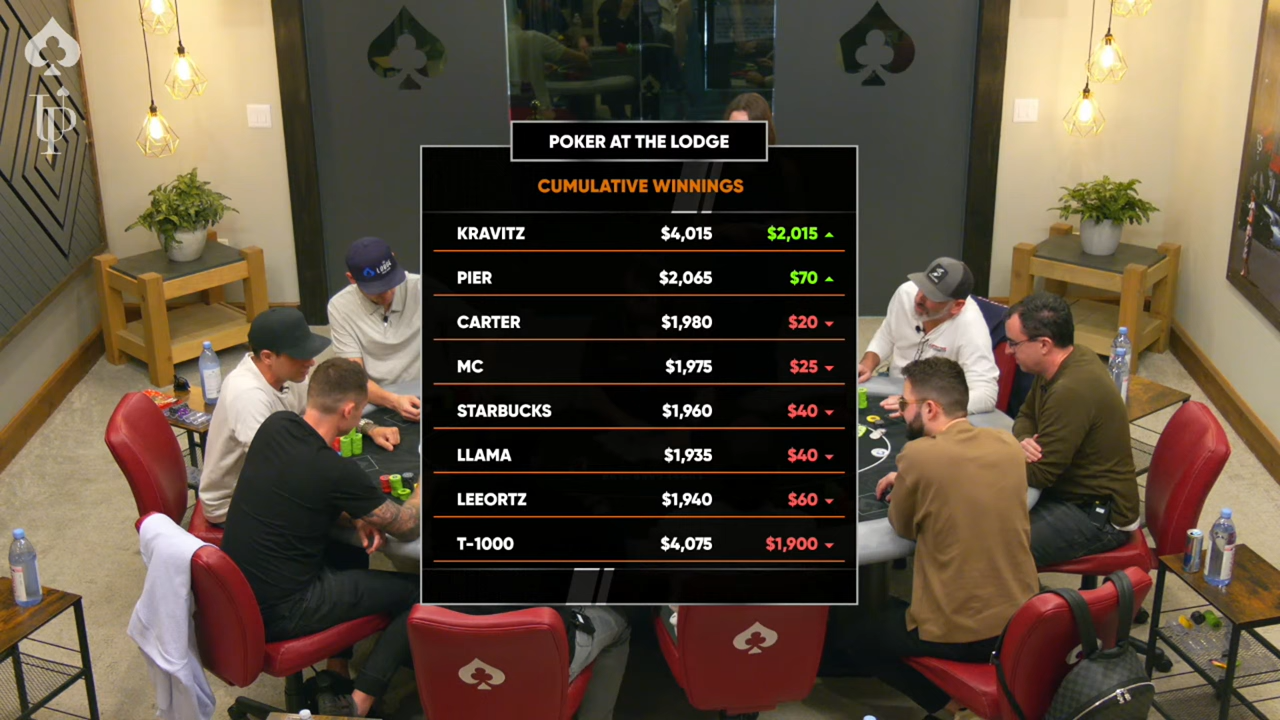 POKER AT THE LODGE
CUMULATIVE WINNINGS
KRAVITZ $4,015 $2,015
PIER $2,065 $70
CARTER $1,980 $20
MC $1,975 $25
STARBUCKS $1,960 $40
LLAMA $1,935 $40
LEEORTZ $1,940 $60
T-1000 $4,075 $1,900